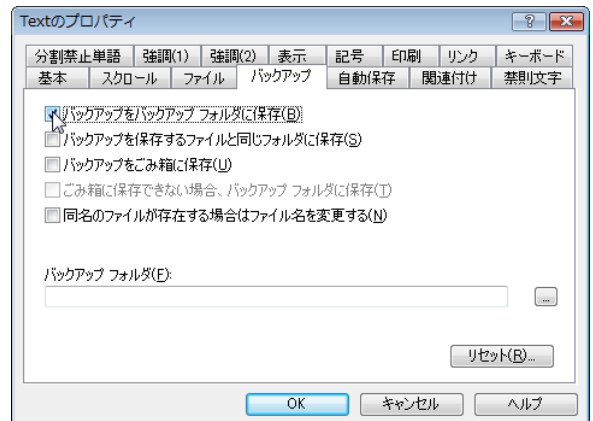 Textのプロパティ
分割禁止単語 強調(1) 強調(2) 表示 記号 印刷 リンク キーボード
基本 スクロール ファイル バックアップ 自動保存 関連付け 禁則文字
バックアップをバックアップ フォルダに保存(B)
バックアップを保存するファイルと同じフォルダに保存(S)
バックアップをごみ箱に保存(U)
ごみ箱に保存できない場合、バックアップ フォルダに保存(T)
同名のファイルが存在する場合はファイル名を変更する(N)
バックアップ フォルダ(F):
...
リセット(R)...
OK キャンセル ヘルプ